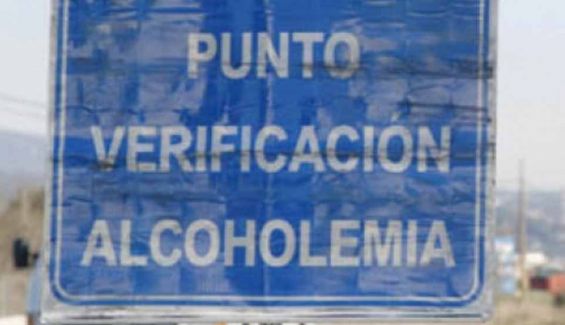 PUNTO
VERIFICACION
ALCOHOLEMIA